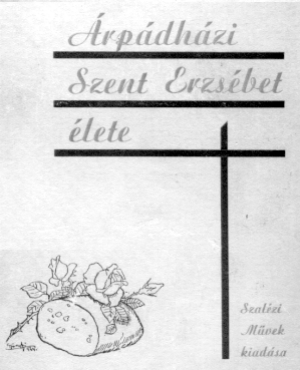 Árpádházi
Szent Erzsébet
élete
Szalézi
Művek
kiadása